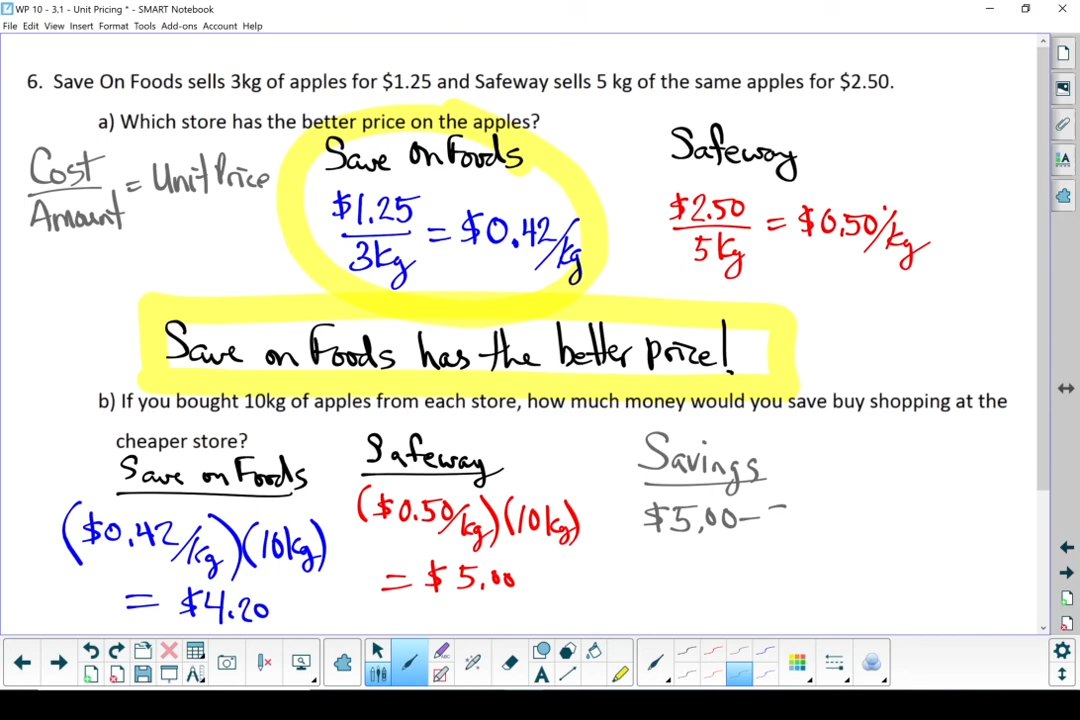 WP 10 - 3,1 - Unit Pricing * - SMART Notebook
File Edit View Insert Format Tools Add-ons Account Help
6. Save On Foods sells 3kg of apples for $1.25 and Safeway sells 5 kg of the same apples for $2.50.
a) Which store has the better price on the apples?
Cost/Amount = Unit Price
Save On Foods
$1.25/3kg = $0.42/kg
Safeway
$2.50/5kg = $0.50/kg
Save on Foods has the better price!
b) If you bought 10kg of apples from each store, how much money would you save buy shopping at the
cheaper store?
Save on Foods
($0.42/kg)(10kg)
= $4.20
Safeway
($0.50/kg)(10kg)
= $5.00
Savings
$5.00-